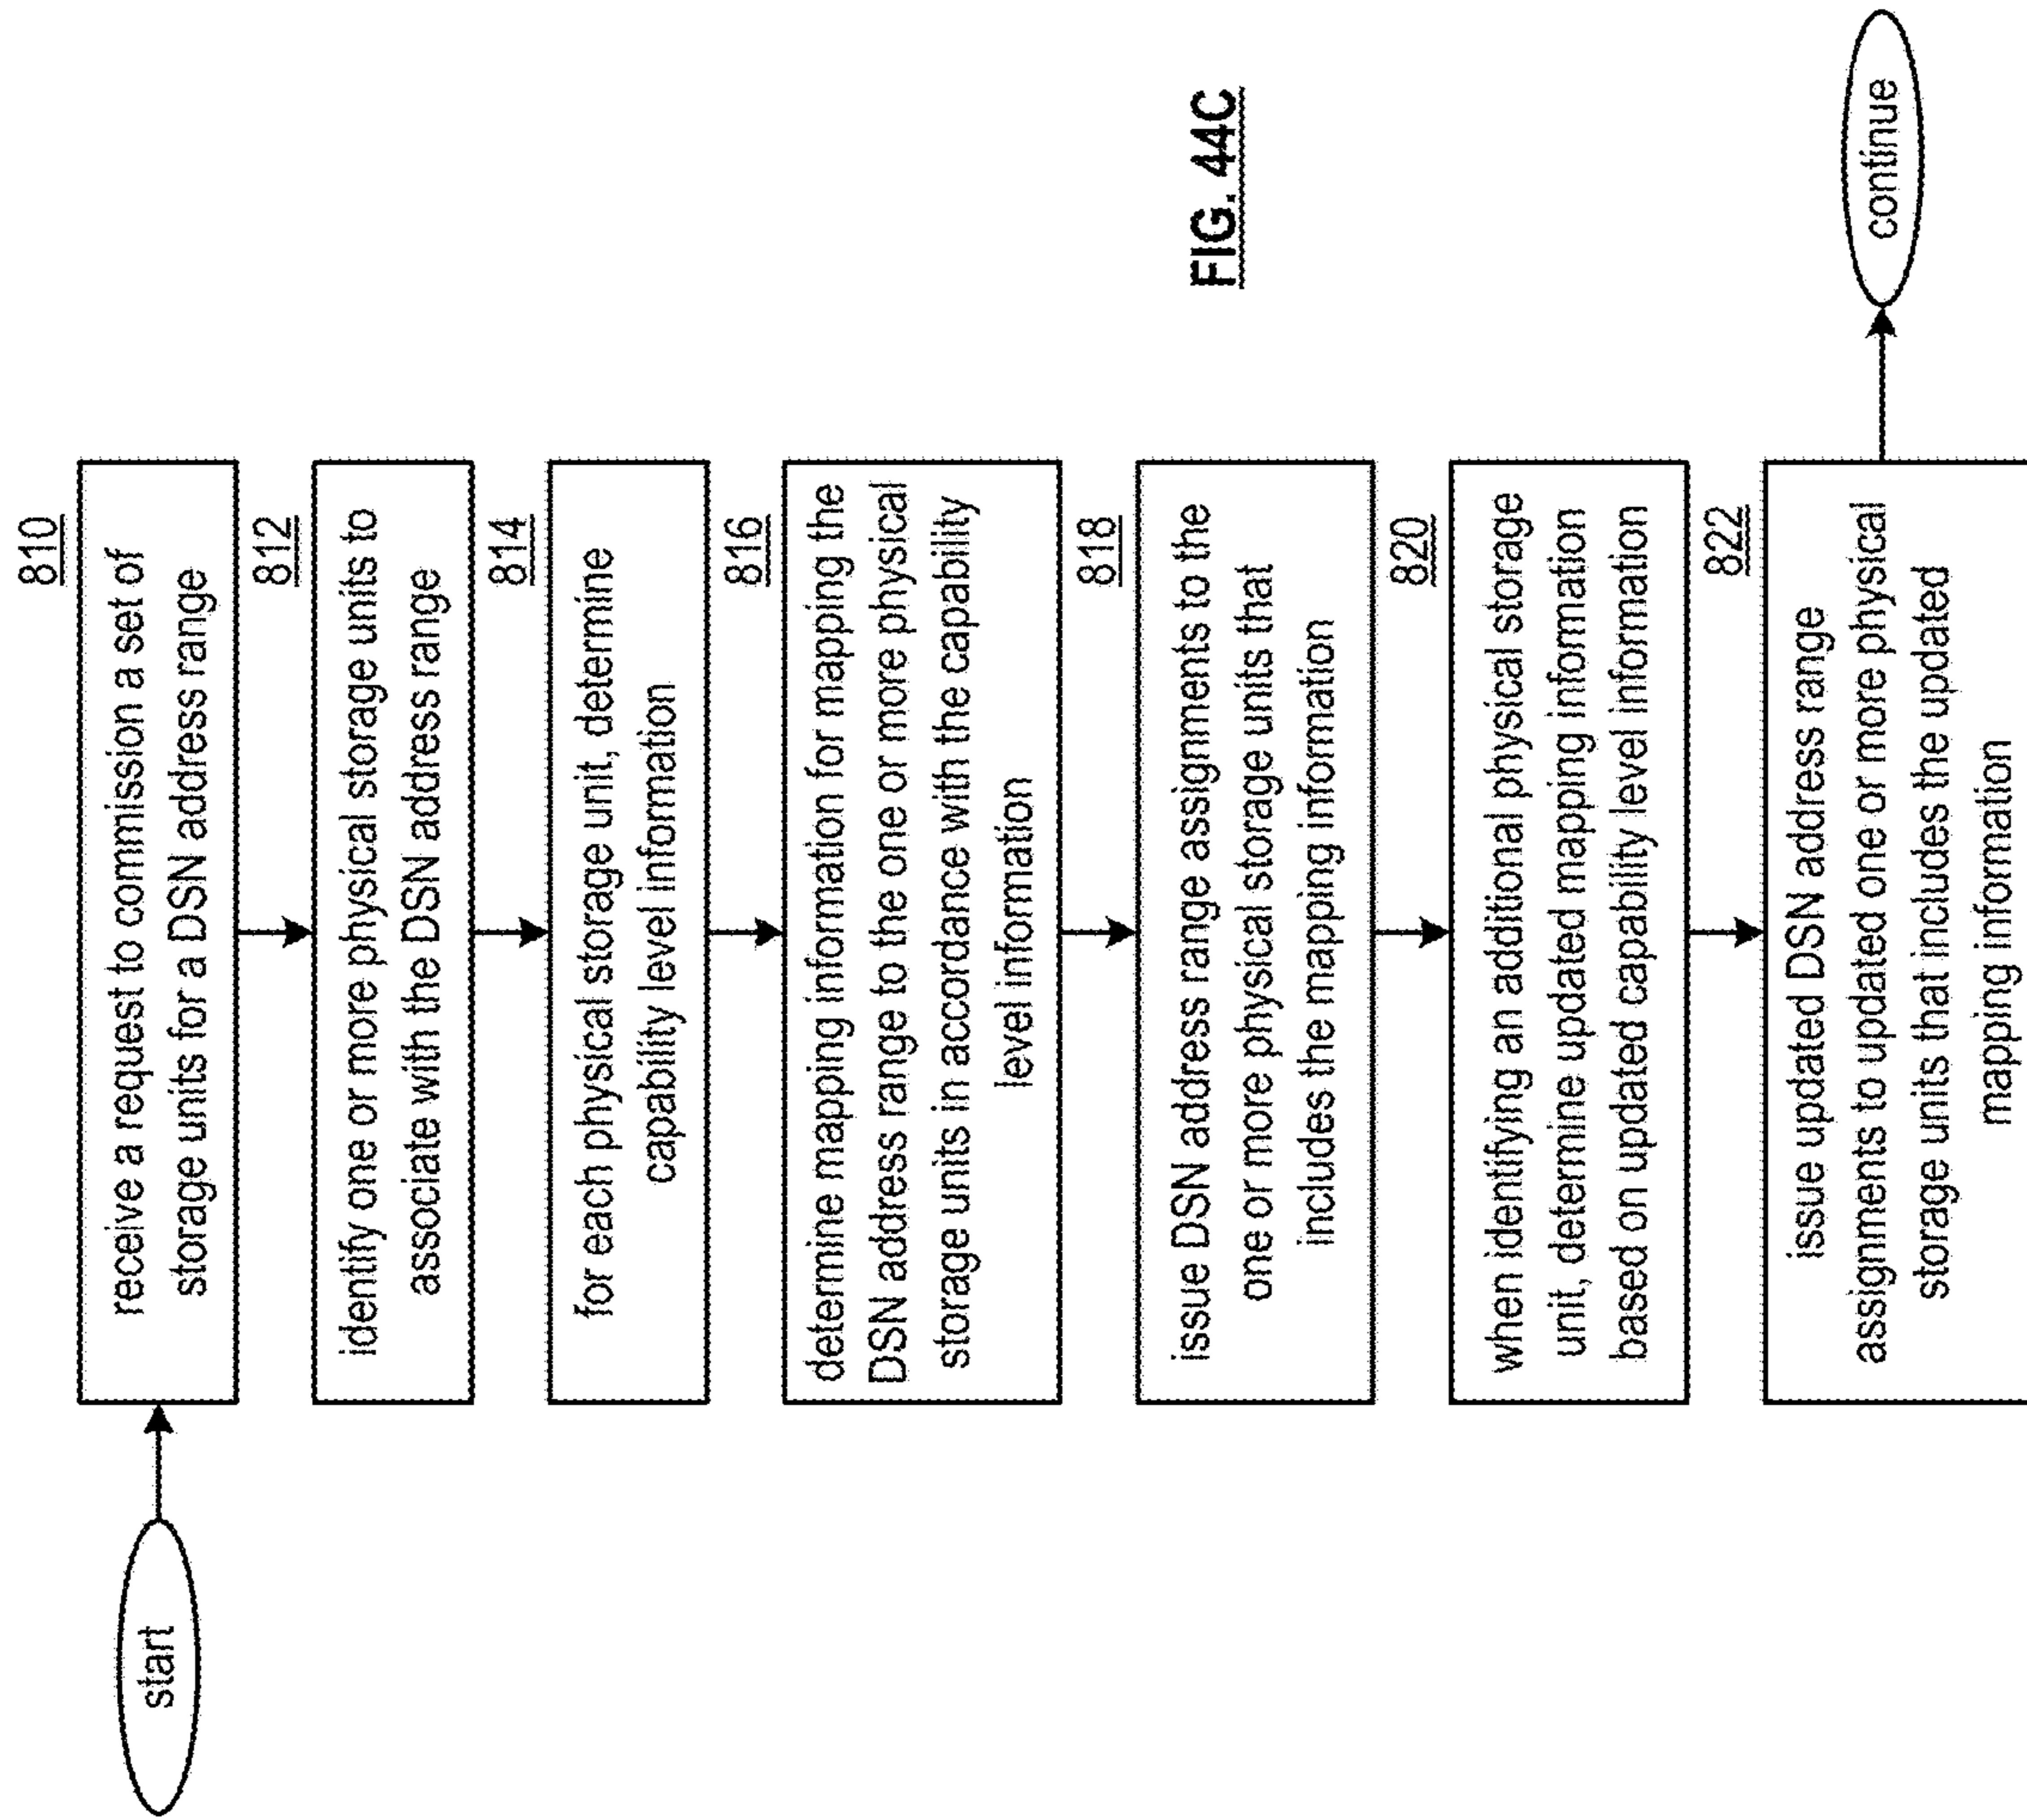 start
810
receive a request to commission a set of
storage units for a DSN address range
812
identify one or more physical storage units to
associate with the DSN address range
814
for each physical storage unit, determine
capability level information
816
determine mapping information for mapping the
DSN address range to the one or more physical
storage units in accordance with the capability
level information
818
issue DSN address range assignments to the
one or more physical storage units that
includes the mapping information
820
when identifying an additional physical storage
unit, determine updated mapping information
based on updated capability level information
822
issue updated DSN address range
assignments to updated one or more physical
storage units that includes the updated
mapping information
continue
FIG. 44C